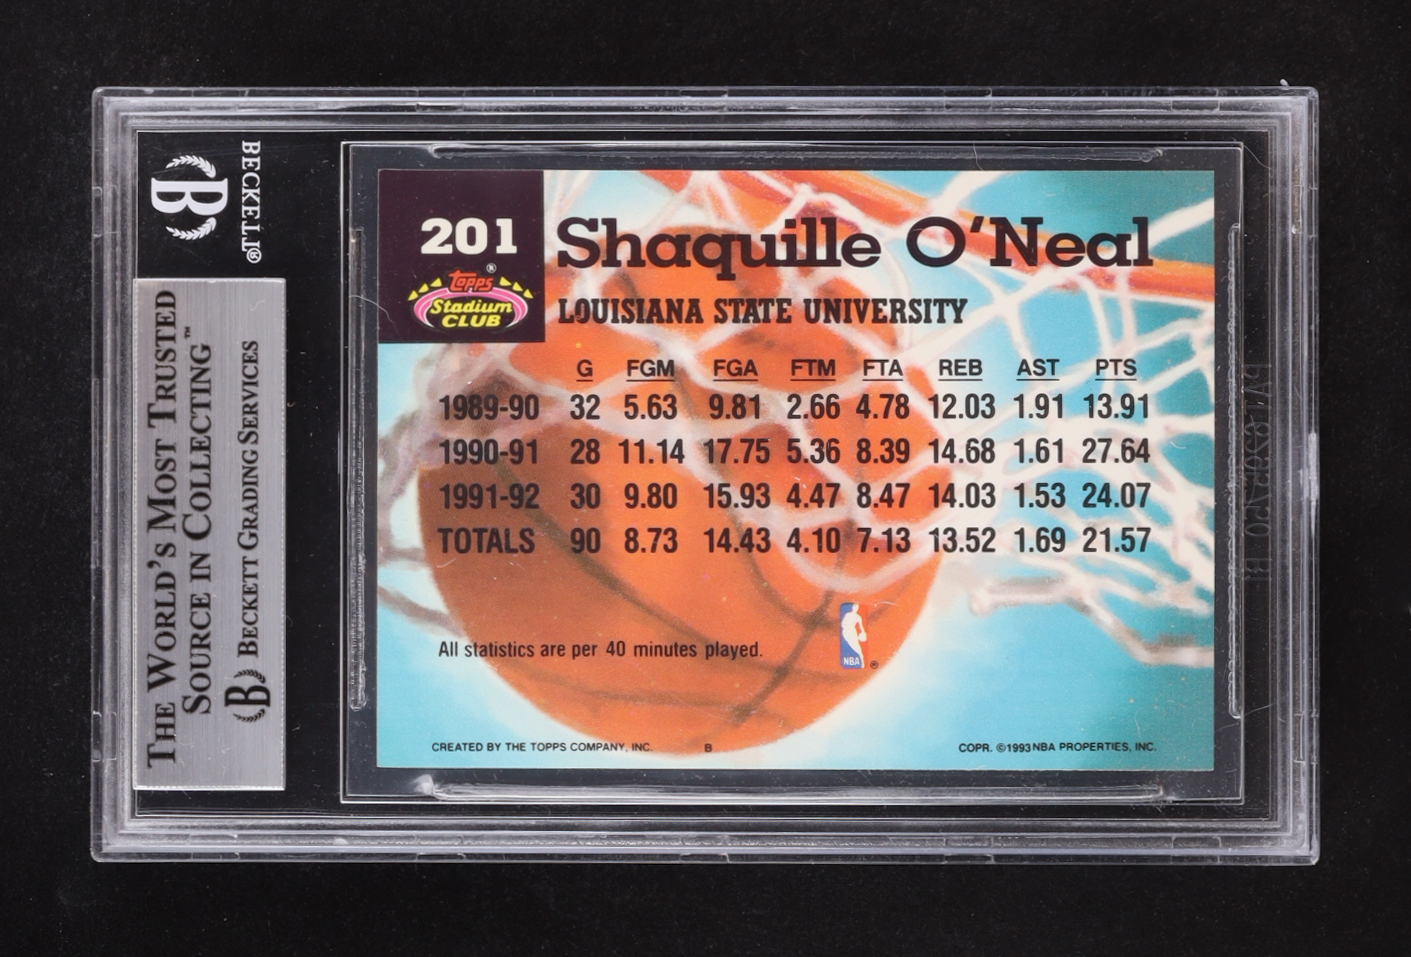 BECKETT®
B
THE WORLD'S MOST TRUSTED
SOURCE IN COLLECTING™
B BECKETT GRADING SERVICES
201
Topps®
Stadium
CLUB
Shaquille O'Neal
LOUISIANA STATE UNIVERSITY
G FGM FGA FTM FTA REB AST PTS
1989-90 32 5.63 9.81 2.66 4.78 12.03 1.91 13.91
1990-91 28 11.14 17.75 5.36 8.39 14.68 1.61 27.64
1991-92 30 9.80 15.93 4.47 8.47 14.03 1.53 24.07
TOTALS 90 8.73 14.43 4.10 7.13 13.52 1.69 21.57
All statistics are per 40 minutes played.
NBA ®
CREATED BY THE TOPPS COMPANY, INC. B COPR. ©1993 NBA PROPERTIES, INC.